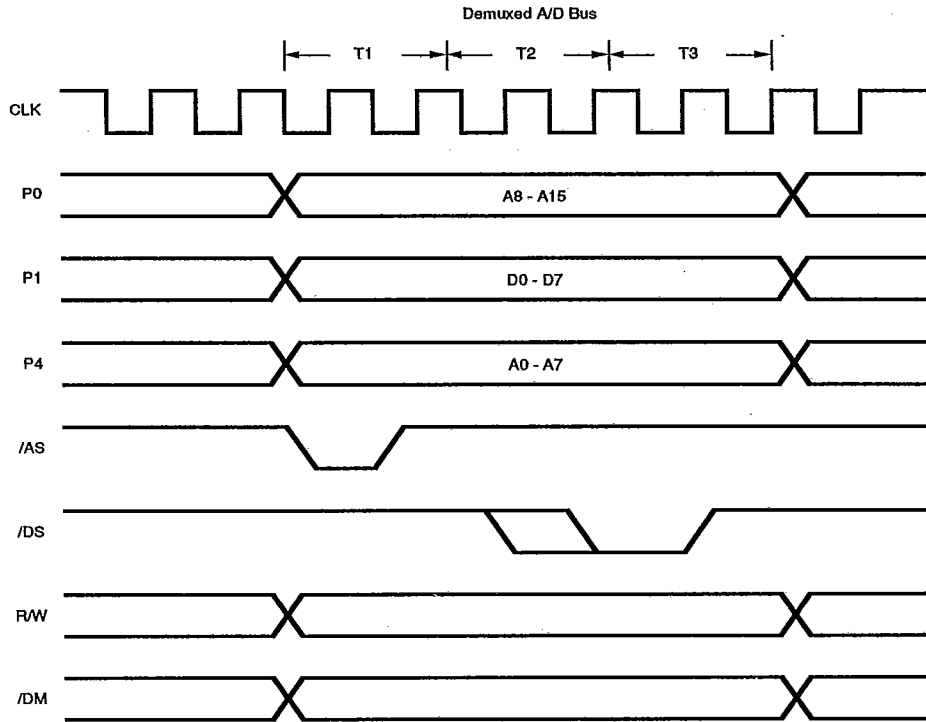 Demuxed A/D Bus
T1 T2 T3
CLK
P0 A8 - A15
P1 D0 - D7
P4 A0 - A7
/AS
/DS
R/W
/DM